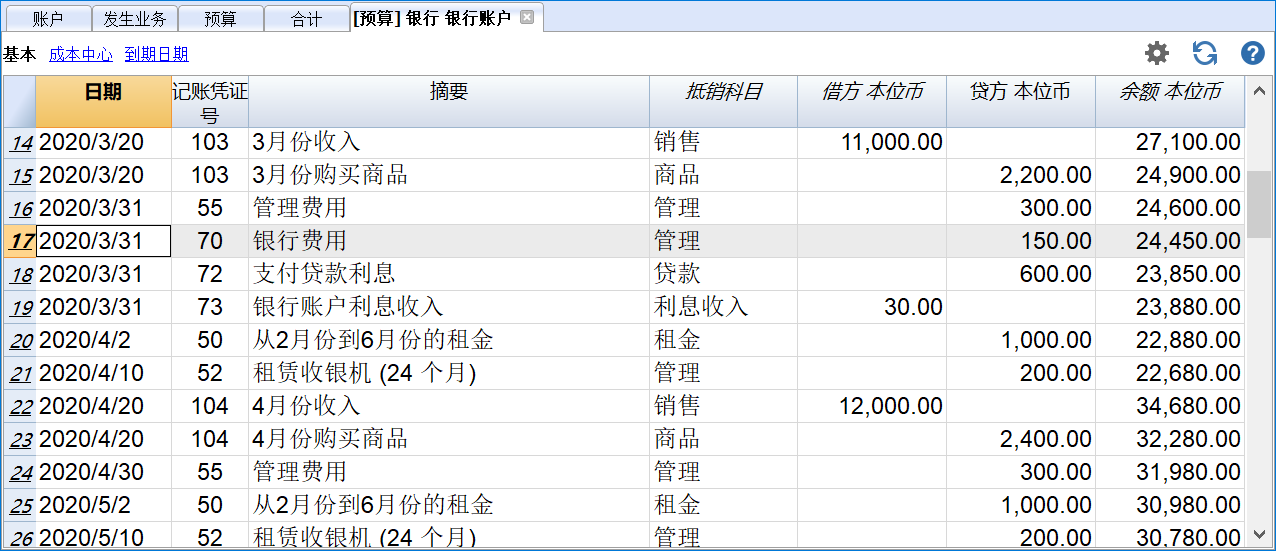 账户 发生业务 预算 合计 [预算] 银行 银行账户
基本 成本中心 到期日期
日期 记账凭证号 摘要 抵销科目 借方 本位币 贷方 本位币 余额 本位币
14 2020/3/20 103 3月份收入 销售 11,000.00 27,100.00
15 2020/3/20 103 3月份购买商品 商品 2,200.00 24,900.00
16 2020/3/31 55 管理费用 管理 300.00 24,600.00
17 2020/3/31 70 银行费用 管理 150.00 24,450.00
18 2020/3/31 72 支付贷款利息 贷款 600.00 23,850.00
19 2020/3/31 73 银行账户利息收入 利息收入 30.00 23,880.00
20 2020/4/2 50 从2月份到6月份的租金 租金 1,000.00 22,880.00
21 2020/4/10 52 租赁收银机 (24 个月) 管理 200.00 22,680.00
22 2020/4/20 104 4月份收入 销售 12,000.00 34,680.00
23 2020/4/20 104 4月份购买商品 商品 2,400.00 32,280.00
24 2020/4/30 55 管理费用 管理 300.00 31,980.00
25 2020/5/2 50 从2月份到6月份的租金 租金 1,000.00 30,980.00
26 2020/5/10 52 租赁收银机 (24 个月) 管理 200.00 30,780.00